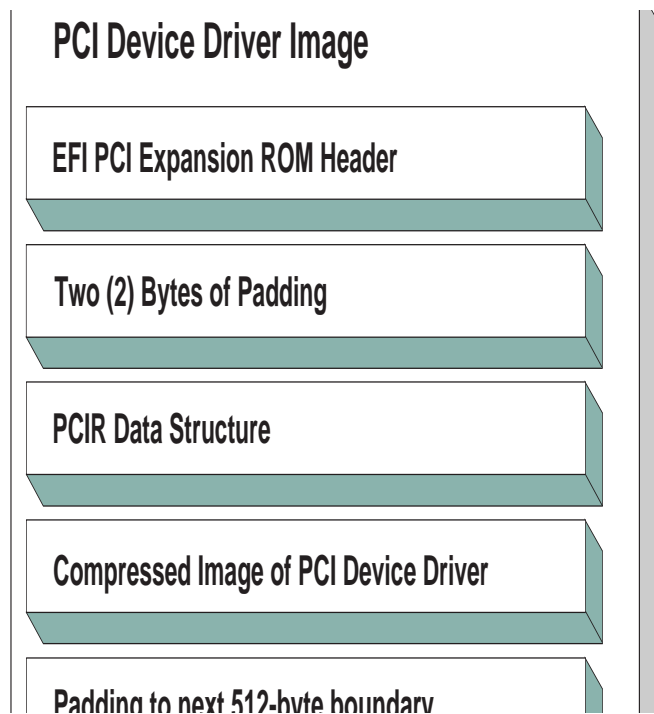 PCI Device Driver Image
EFI PCI Expansion ROM Header
Two (2) Bytes of Padding
PCIR Data Structure
Compressed Image of PCI Device Driver
Padding to next 512-byte boundary